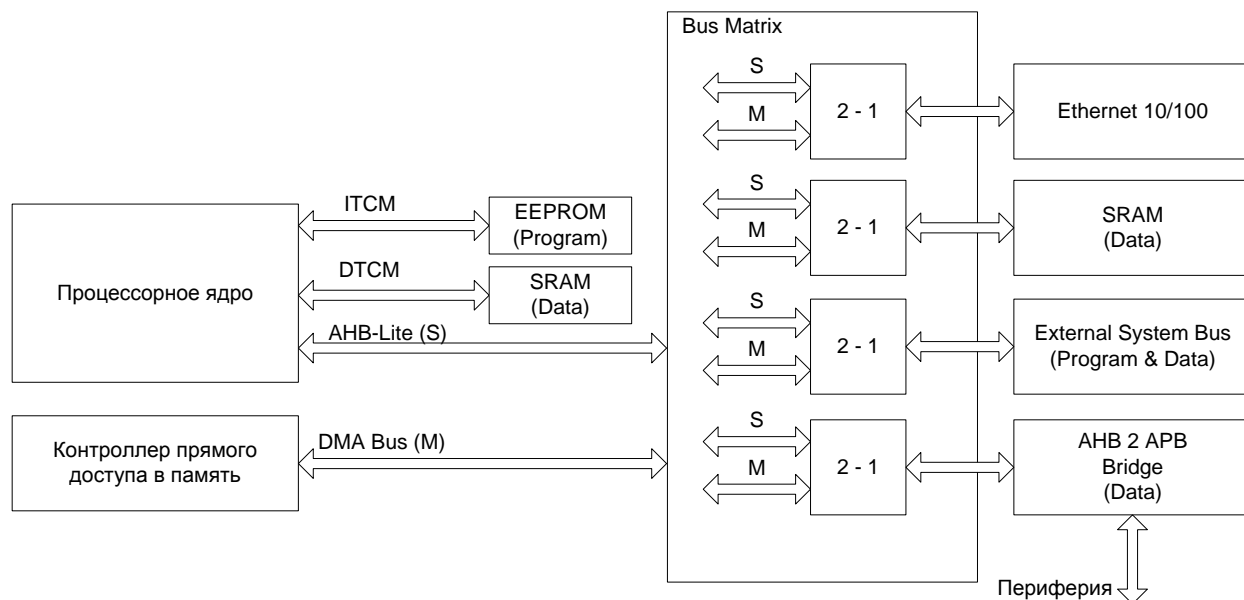 Bus Matrix
S
M
2 - 1
Ethernet 10/100
S
M
2 - 1
SRAM
(Data)
ITCM
EEPROM
(Program)
Процессорное ядро
DTCM
SRAM
(Data)
AHB-Lite (S)
S
M
2 - 1
External System Bus
(Program & Data)
Контроллер прямого
доступа в память
DMA Bus (M)
S
M
2 - 1
AHB 2 APB
Bridge
(Data)
Периферия